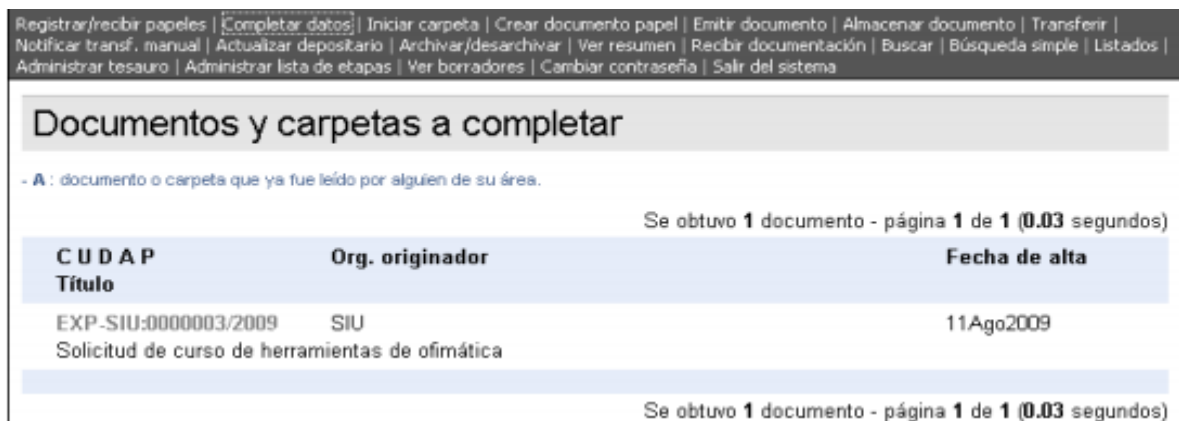 Registrar/recibir papeles | Completar datos | Iniciar carpeta | Crear documento papel | Emitir documento | Almacenar documento | Transferir |
Notificar transf. manual | Actualizar depositario | Archivar/desarchivar | Ver resumen | Recibir documentación | Buscar | Búsqueda simple | Listados |
Administrar tesauro | Administrar lista de etapas | Ver borradores | Cambiar contraseña | Salir del sistema
Documentos y carpetas a completar
- A : documento o carpeta que ya fue leído por alguien de su área.
Se obtuvo 1 documento - página 1 de 1 (0.03 segundos)
C U D A P Org. originador Fecha de alta
Título
EXP-SIU:0000003/2009 SIU 11Ago2009
Solicitud de curso de herramientas de ofimática
Se obtuvo 1 documento - página 1 de 1 (0.03 segundos)